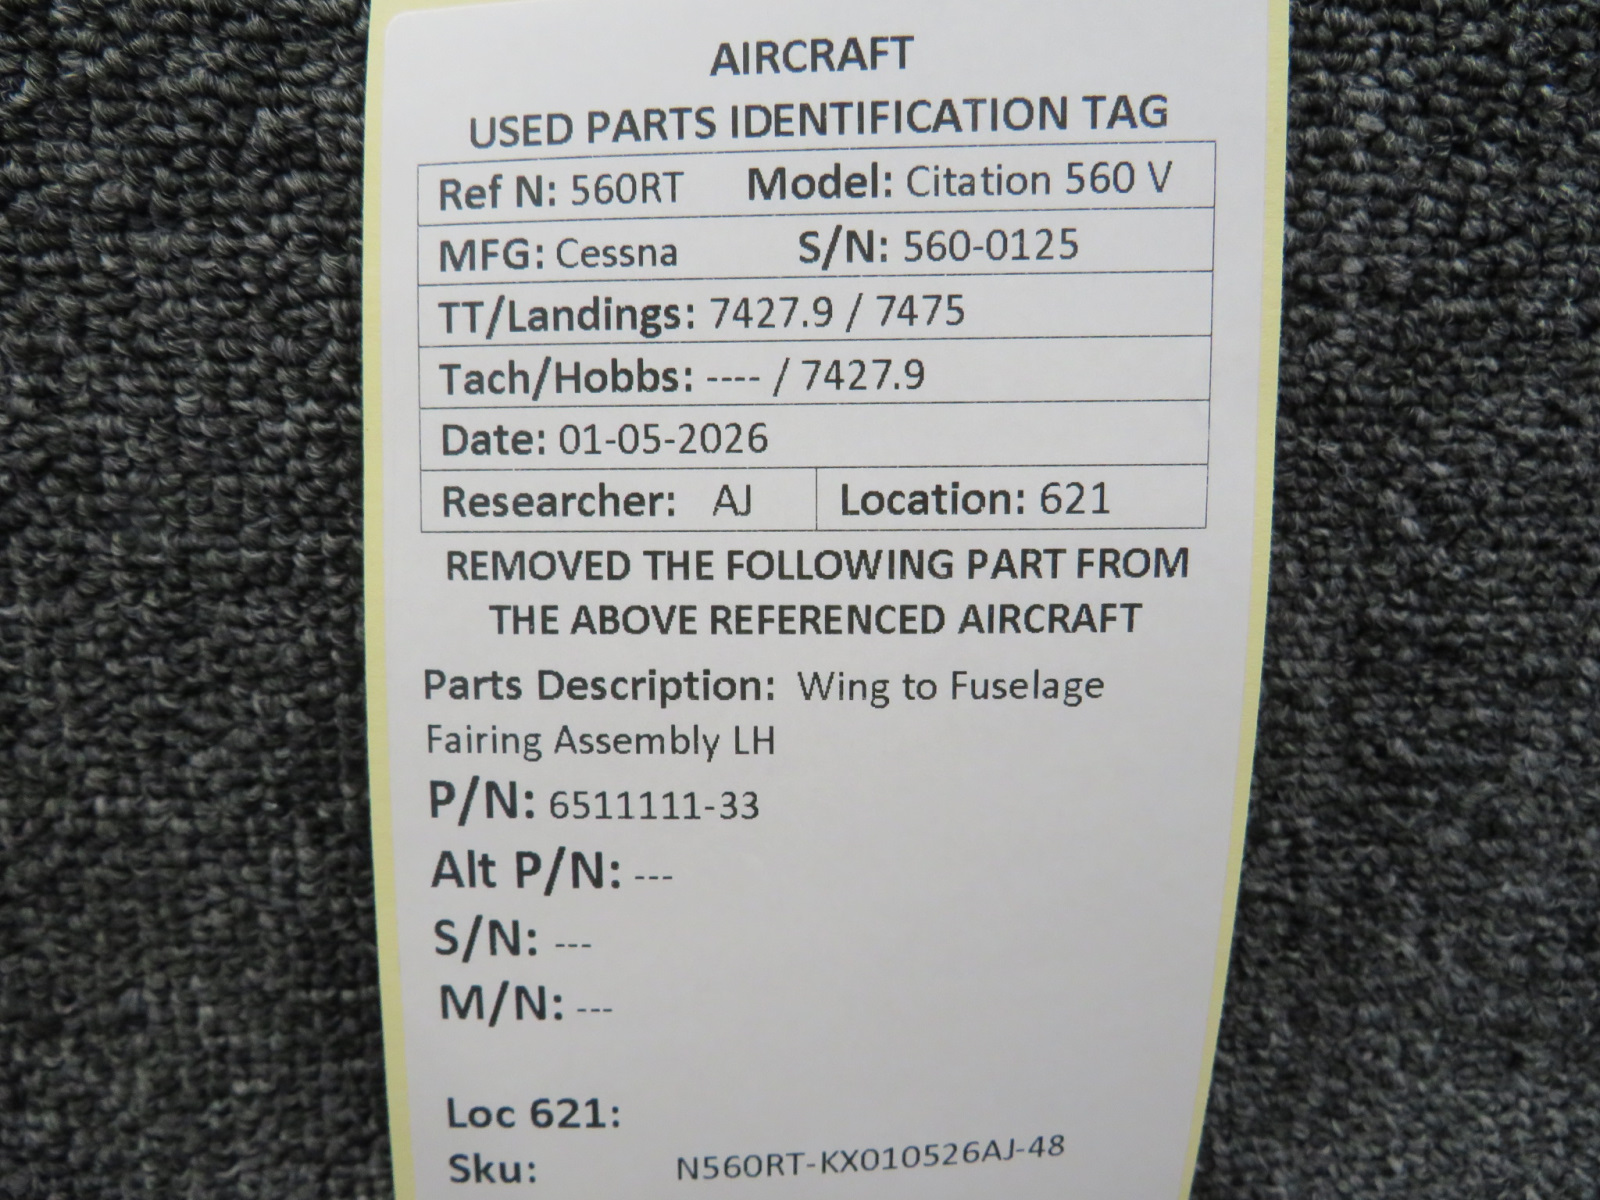 AIRCRAFT
USED PARTS IDENTIFICATION TAG
Ref N: 560RT Model: Citation 560 V
MFG: Cessna S/N: 560-0125
TT/Landings: 7427.9 / 7475
Tach/Hobbs: ---- / 7427.9
Date: 01-05-2026
Researcher: AJ Location: 621
REMOVED THE FOLLOWING PART FROM
THE ABOVE REFERENCED AIRCRAFT
Parts Description: Wing to Fuselage
Fairing Assembly LH
P/N: 6511111-33
Alt P/N: ---
S/N: ---
M/N: ---
Loc 621:
Sku: N560RT-KX010526AJ-48